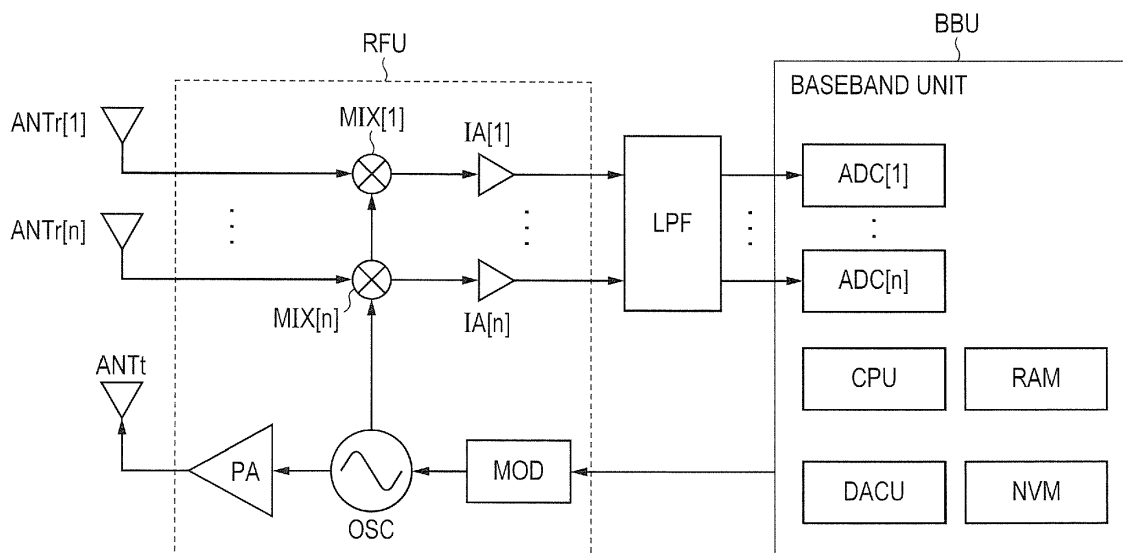 BBU
RFU
BASEBAND UNIT
ANTr[1]
MIX[1]
IA[1]
ADC[1]
LPF
ANTr[n]
MIX[n]
IA[n]
ADC[n]
ANTt
CPU
RAM
PA
OSC
MOD
DACU
NVM